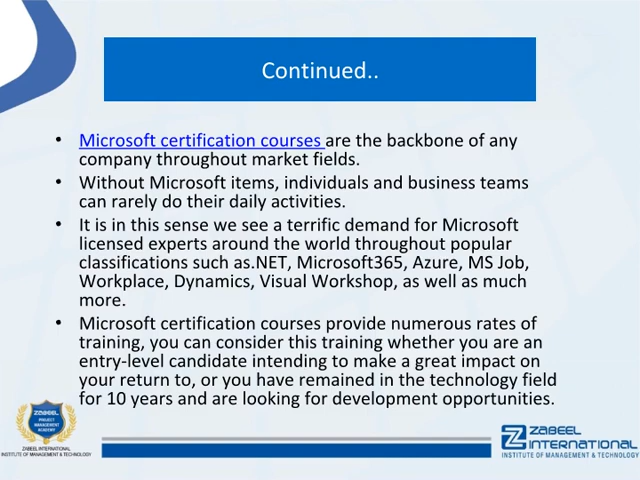 Continued..
• Microsoft certification courses are the backbone of any
company throughout market fields.
• Without Microsoft items, individuals and business teams
can rarely do their daily activities.
• It is in this sense we see a terrific demand for Microsoft
licensed experts around the world throughout popular
classifications such as.NET, Microsoft365, Azure, MS Job,
Workplace, Dynamics, Visual Workshop, as well as much
more.
• Microsoft certification courses provide numerous rates of
training, you can consider this training whether you are an
entry-level candidate intending to make a great impact on
your return to, or you have remained in the technology field
for 10 years and are looking for development opportunities.
ZABEEL
PROJECT
MANAGEMENT
ACADEMY
ZABEEL INTERNATIONAL
INSTITUTE OF MANAGEMENT & TECHNOLOGY
ZABEEL
INTERNATIONAL
INSTITUTE OF MANAGEMENT & TECHNOLOGY